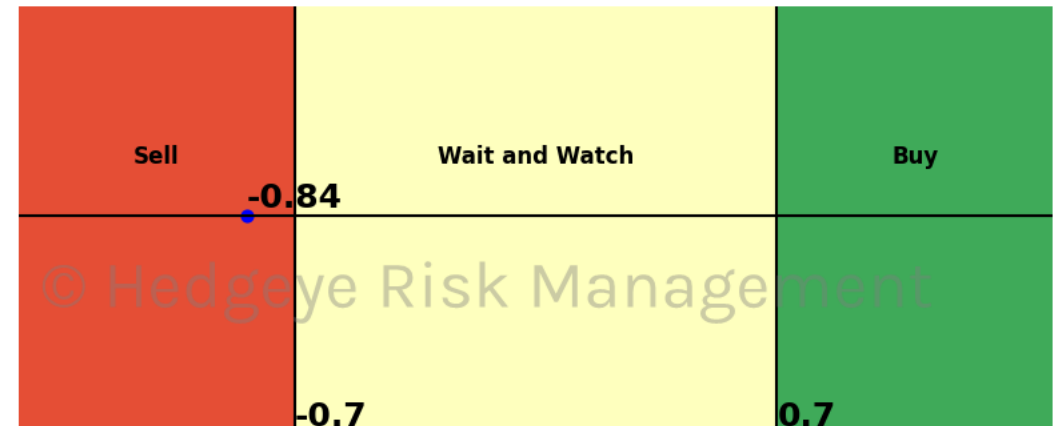 Sell
Wait and Watch
Buy
-0.84
© Hedgeye Risk Management
-0.7
0.7